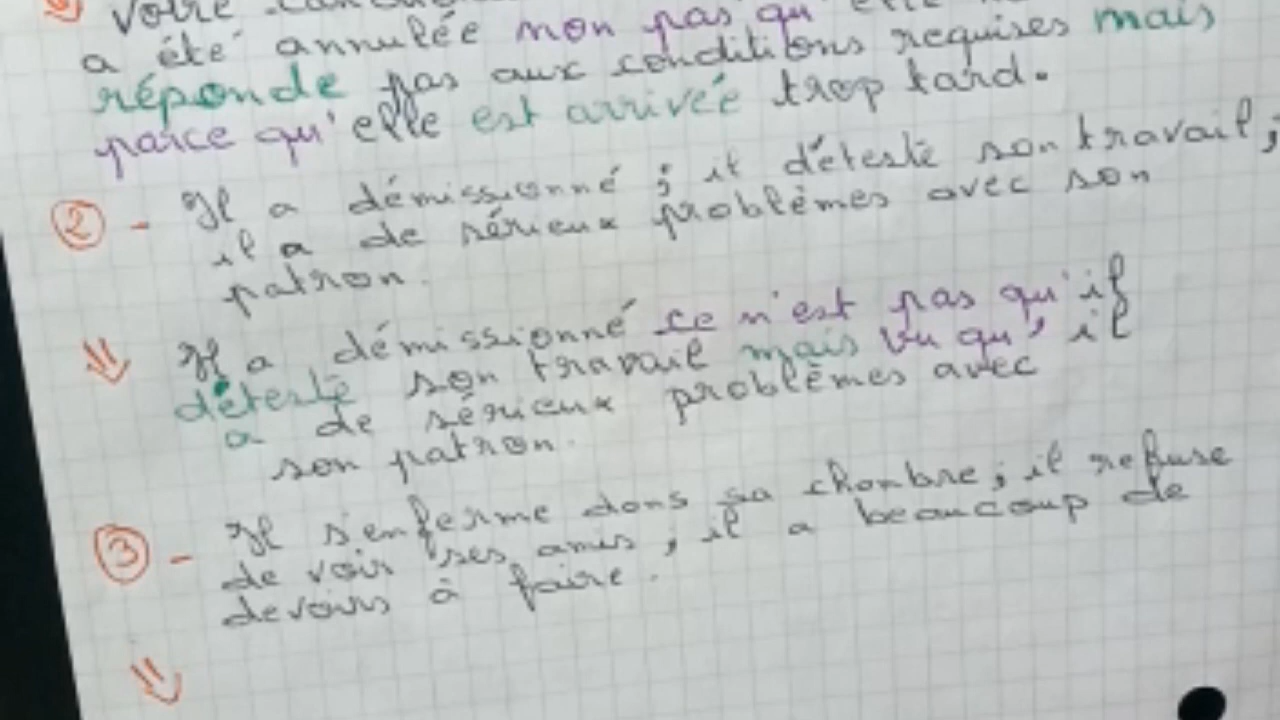 Votre
a été annulée non pas qu'elle
réponde pas aux conditions requises mais
parce qu'elle est arrivée trop tard.
② - Il a démissionné ; il déteste son travail ;
il a de sérieux problèmes avec son
patron.
⇓ Il a démissionné ce n'est pas qu'il
déteste son travail mais vu qu'il
a de sérieux problèmes avec
son patron.
③ - Il s'enferme dans sa chambre ; il refuse
de voir ses amis ; il a beaucoup de
devoirs à faire.
⇓